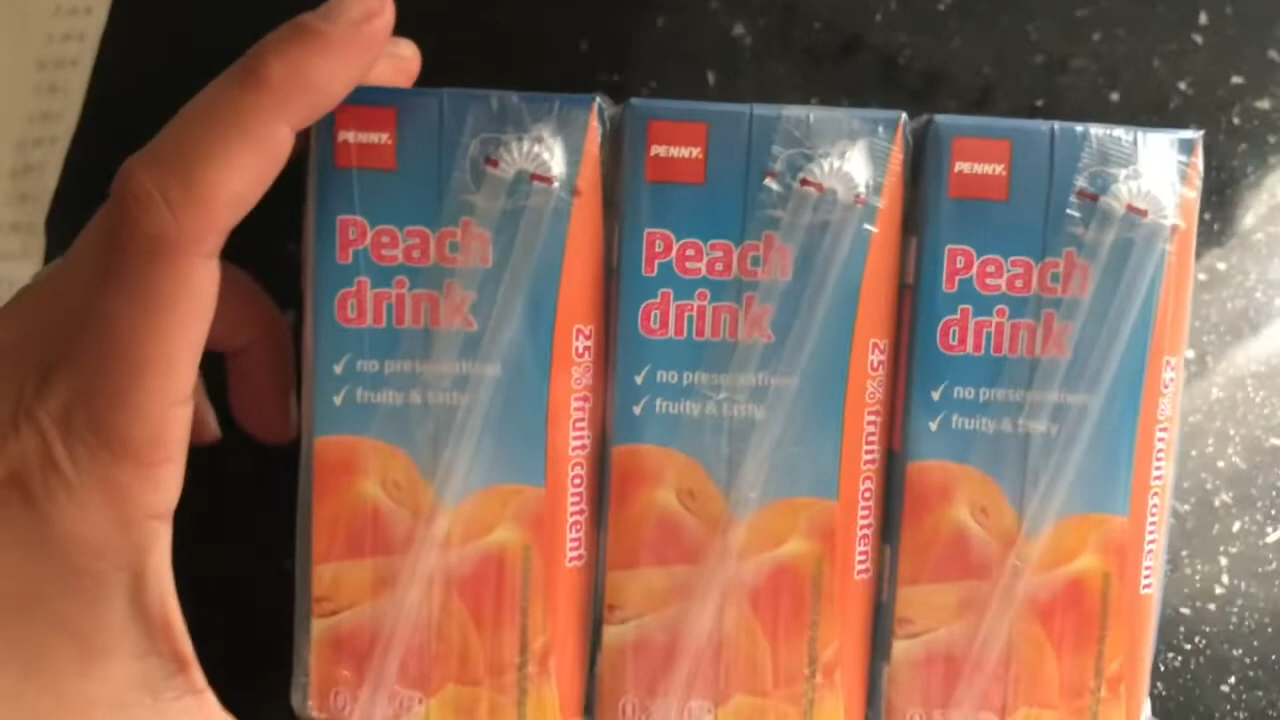 PENNY.
Peach
drink
✓ no preservatives
✓ fruity & tasty
25% fruit content
PENNY.
Peach
drink
✓ no preservatives
✓ fruity & tasty
25% fruit content
PENNY.
Peach
drink
✓ no preservatives
✓ fruity & tasty
25% fruit content